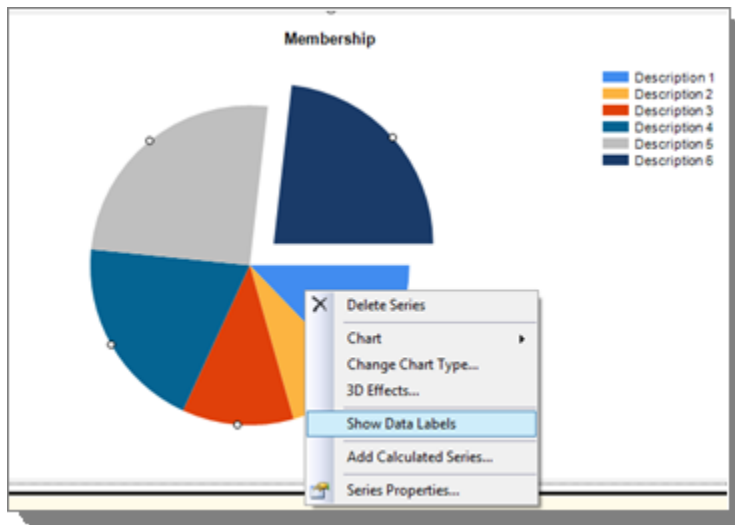 Membership
Description 1
Description 2
Description 3
Description 4
Description 5
Description 6
Delete Series
Chart
Change Chart Type...
3D Effects...
Show Data Labels
Add Calculated Series...
Series Properties...